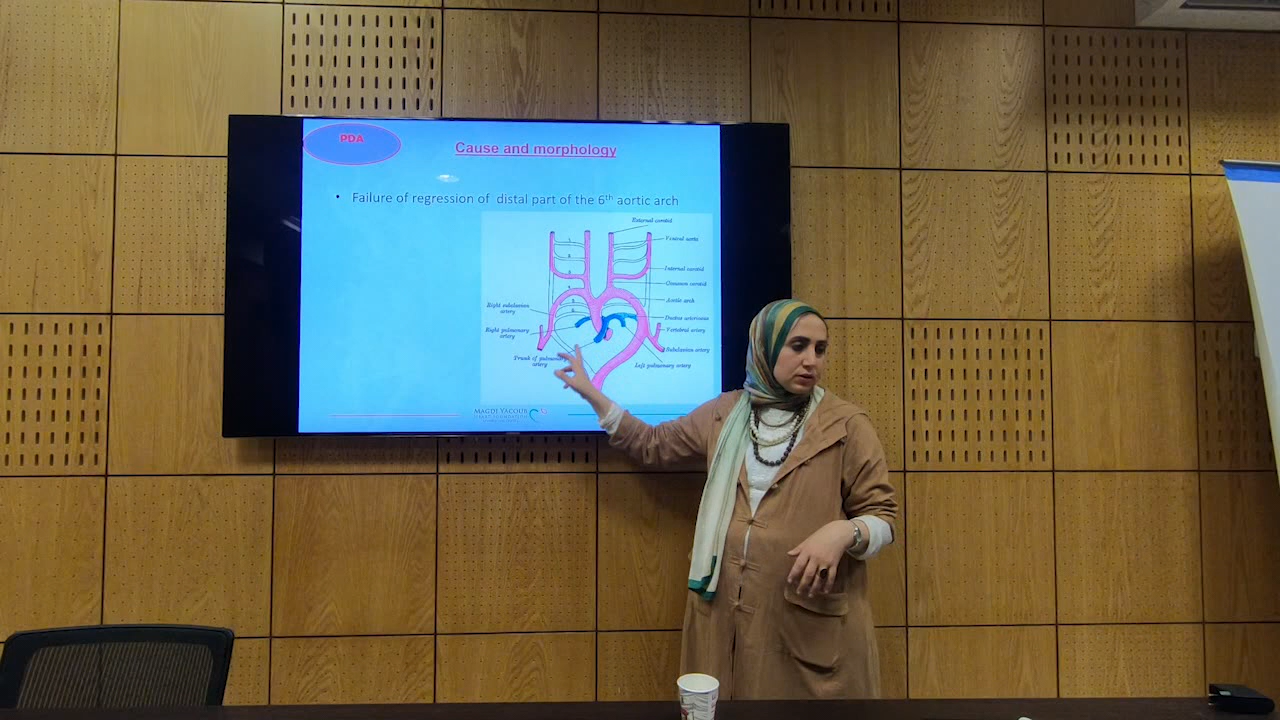 PDA
Cause and morphology
• Failure of regression of distal part of the 6th aortic arch
External carotid
Ventral aorta
Internal carotid
Common carotid
Aortic arch
Right subclavian
artery
Ductus arteriosus
Right pulmonary
artery
Vertebral artery
Subclavian artery
Trunk of pulmonary
artery
Left pulmonary artery
MAGDI YACOUB
HEART FOUNDATION